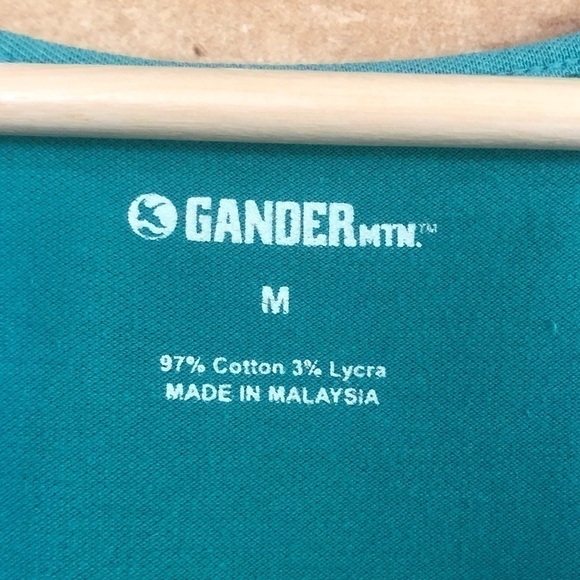 GANDER MTN.™
M
97% Cotton 3% Lycra
MADE IN MALAYSIA